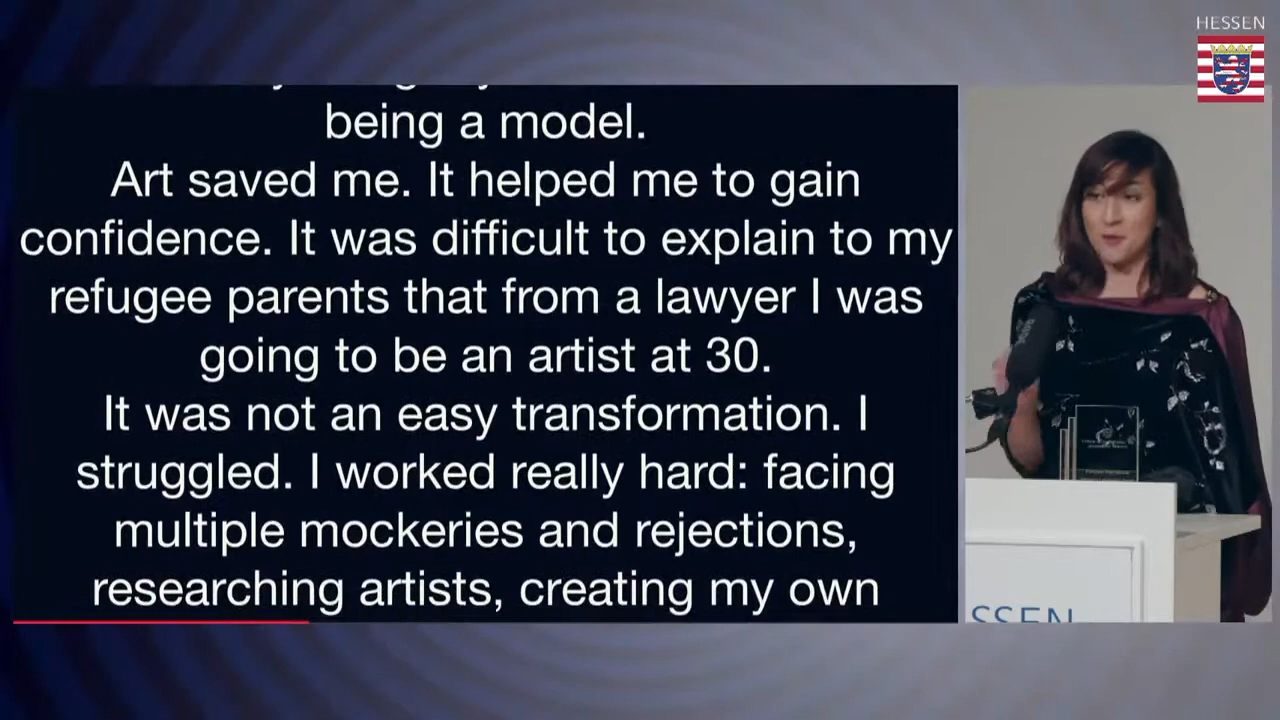 HESSEN
being a model.
Art saved me. It helped me to gain
confidence. It was difficult to explain to my
refugee parents that from a lawyer I was
going to be an artist at 30.
It was not an easy transformation. I
struggled. I worked really hard: facing
multiple mockeries and rejections,
researching artists, creating my own
SSEN